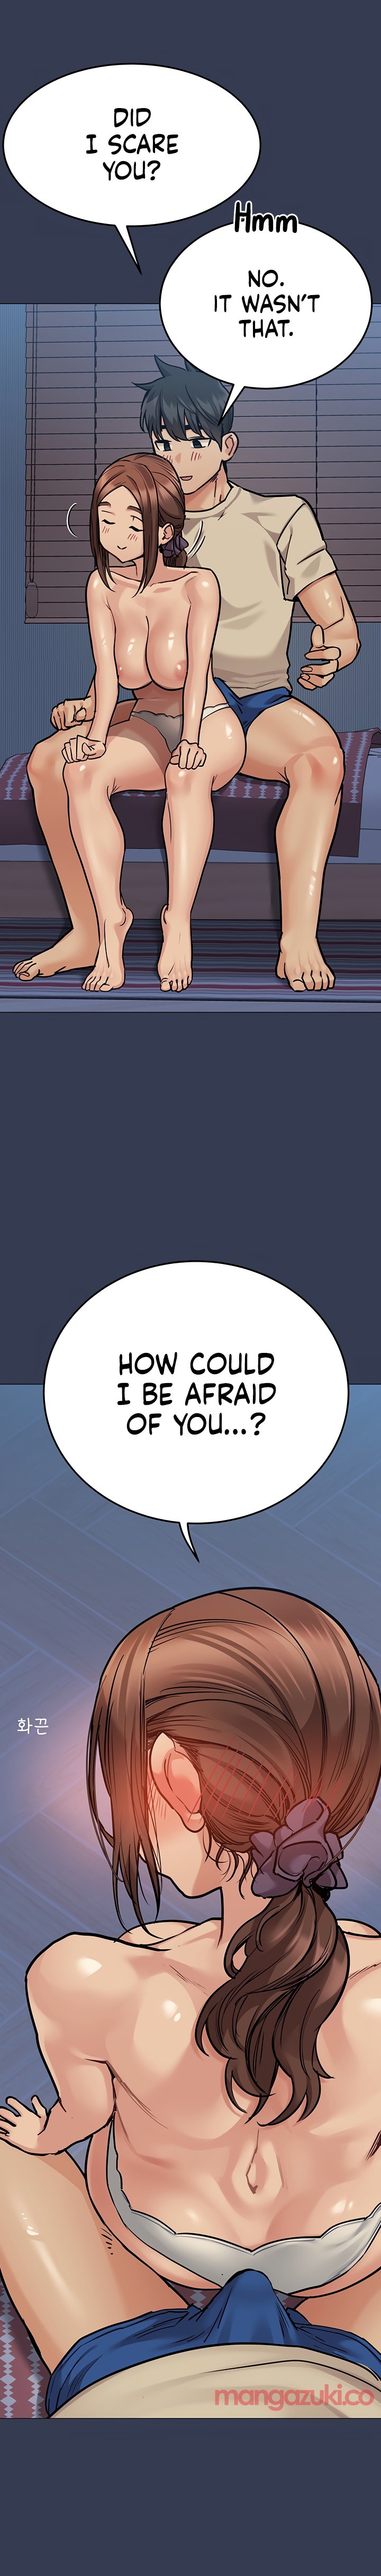 DID
I SCARE
YOU?
Hmm
NO.
IT WASN'T
THAT.
HOW COULD
I BE AFRAID
OF YOU...?
화끈
mangazuki.co